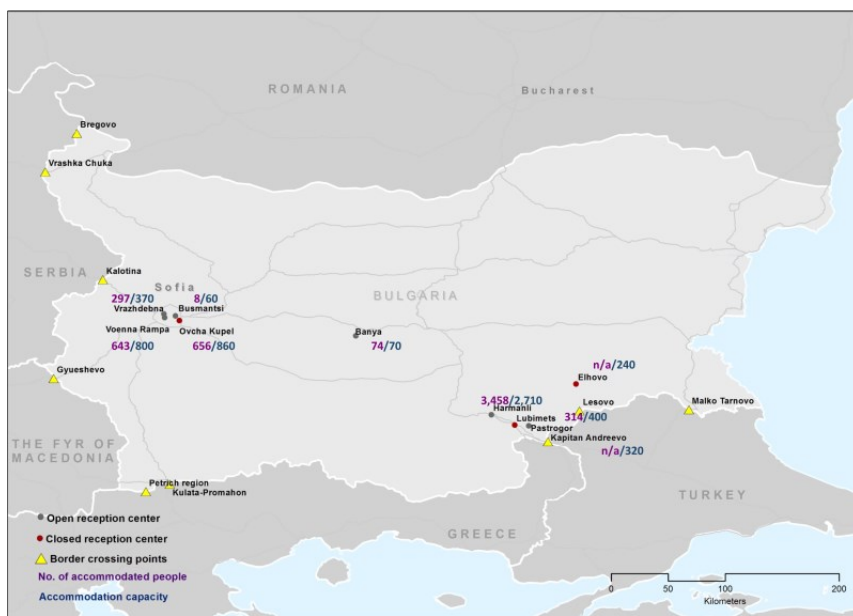 ROMANIA
Bucharest
Bregovo
Vrashka Chuka
SERBIA
Kalotina
Sofia
297/370
8/60
BULGARIA
Vrazhdebna
Busmantsi
Voenna Rampa
Ovcha Kupel
Banya
643/800
656/860
74/70
n/a/240
Gyueshevo
Elhovo
3,458/2,710
Harmanli
Lesovo
Malko Tarnovo
314/400
Lubimets
Pastrogor
Kapitan Andreevo
THE FYR OF
MACEDONIA
n/a/320
Petrich region
Kulata-Promahon
TURKEY
GREECE
Open reception center
Closed reception center
Border crossing points
No. of accommodated people
Accommodation capacity
0 50 100 200
Kilometers